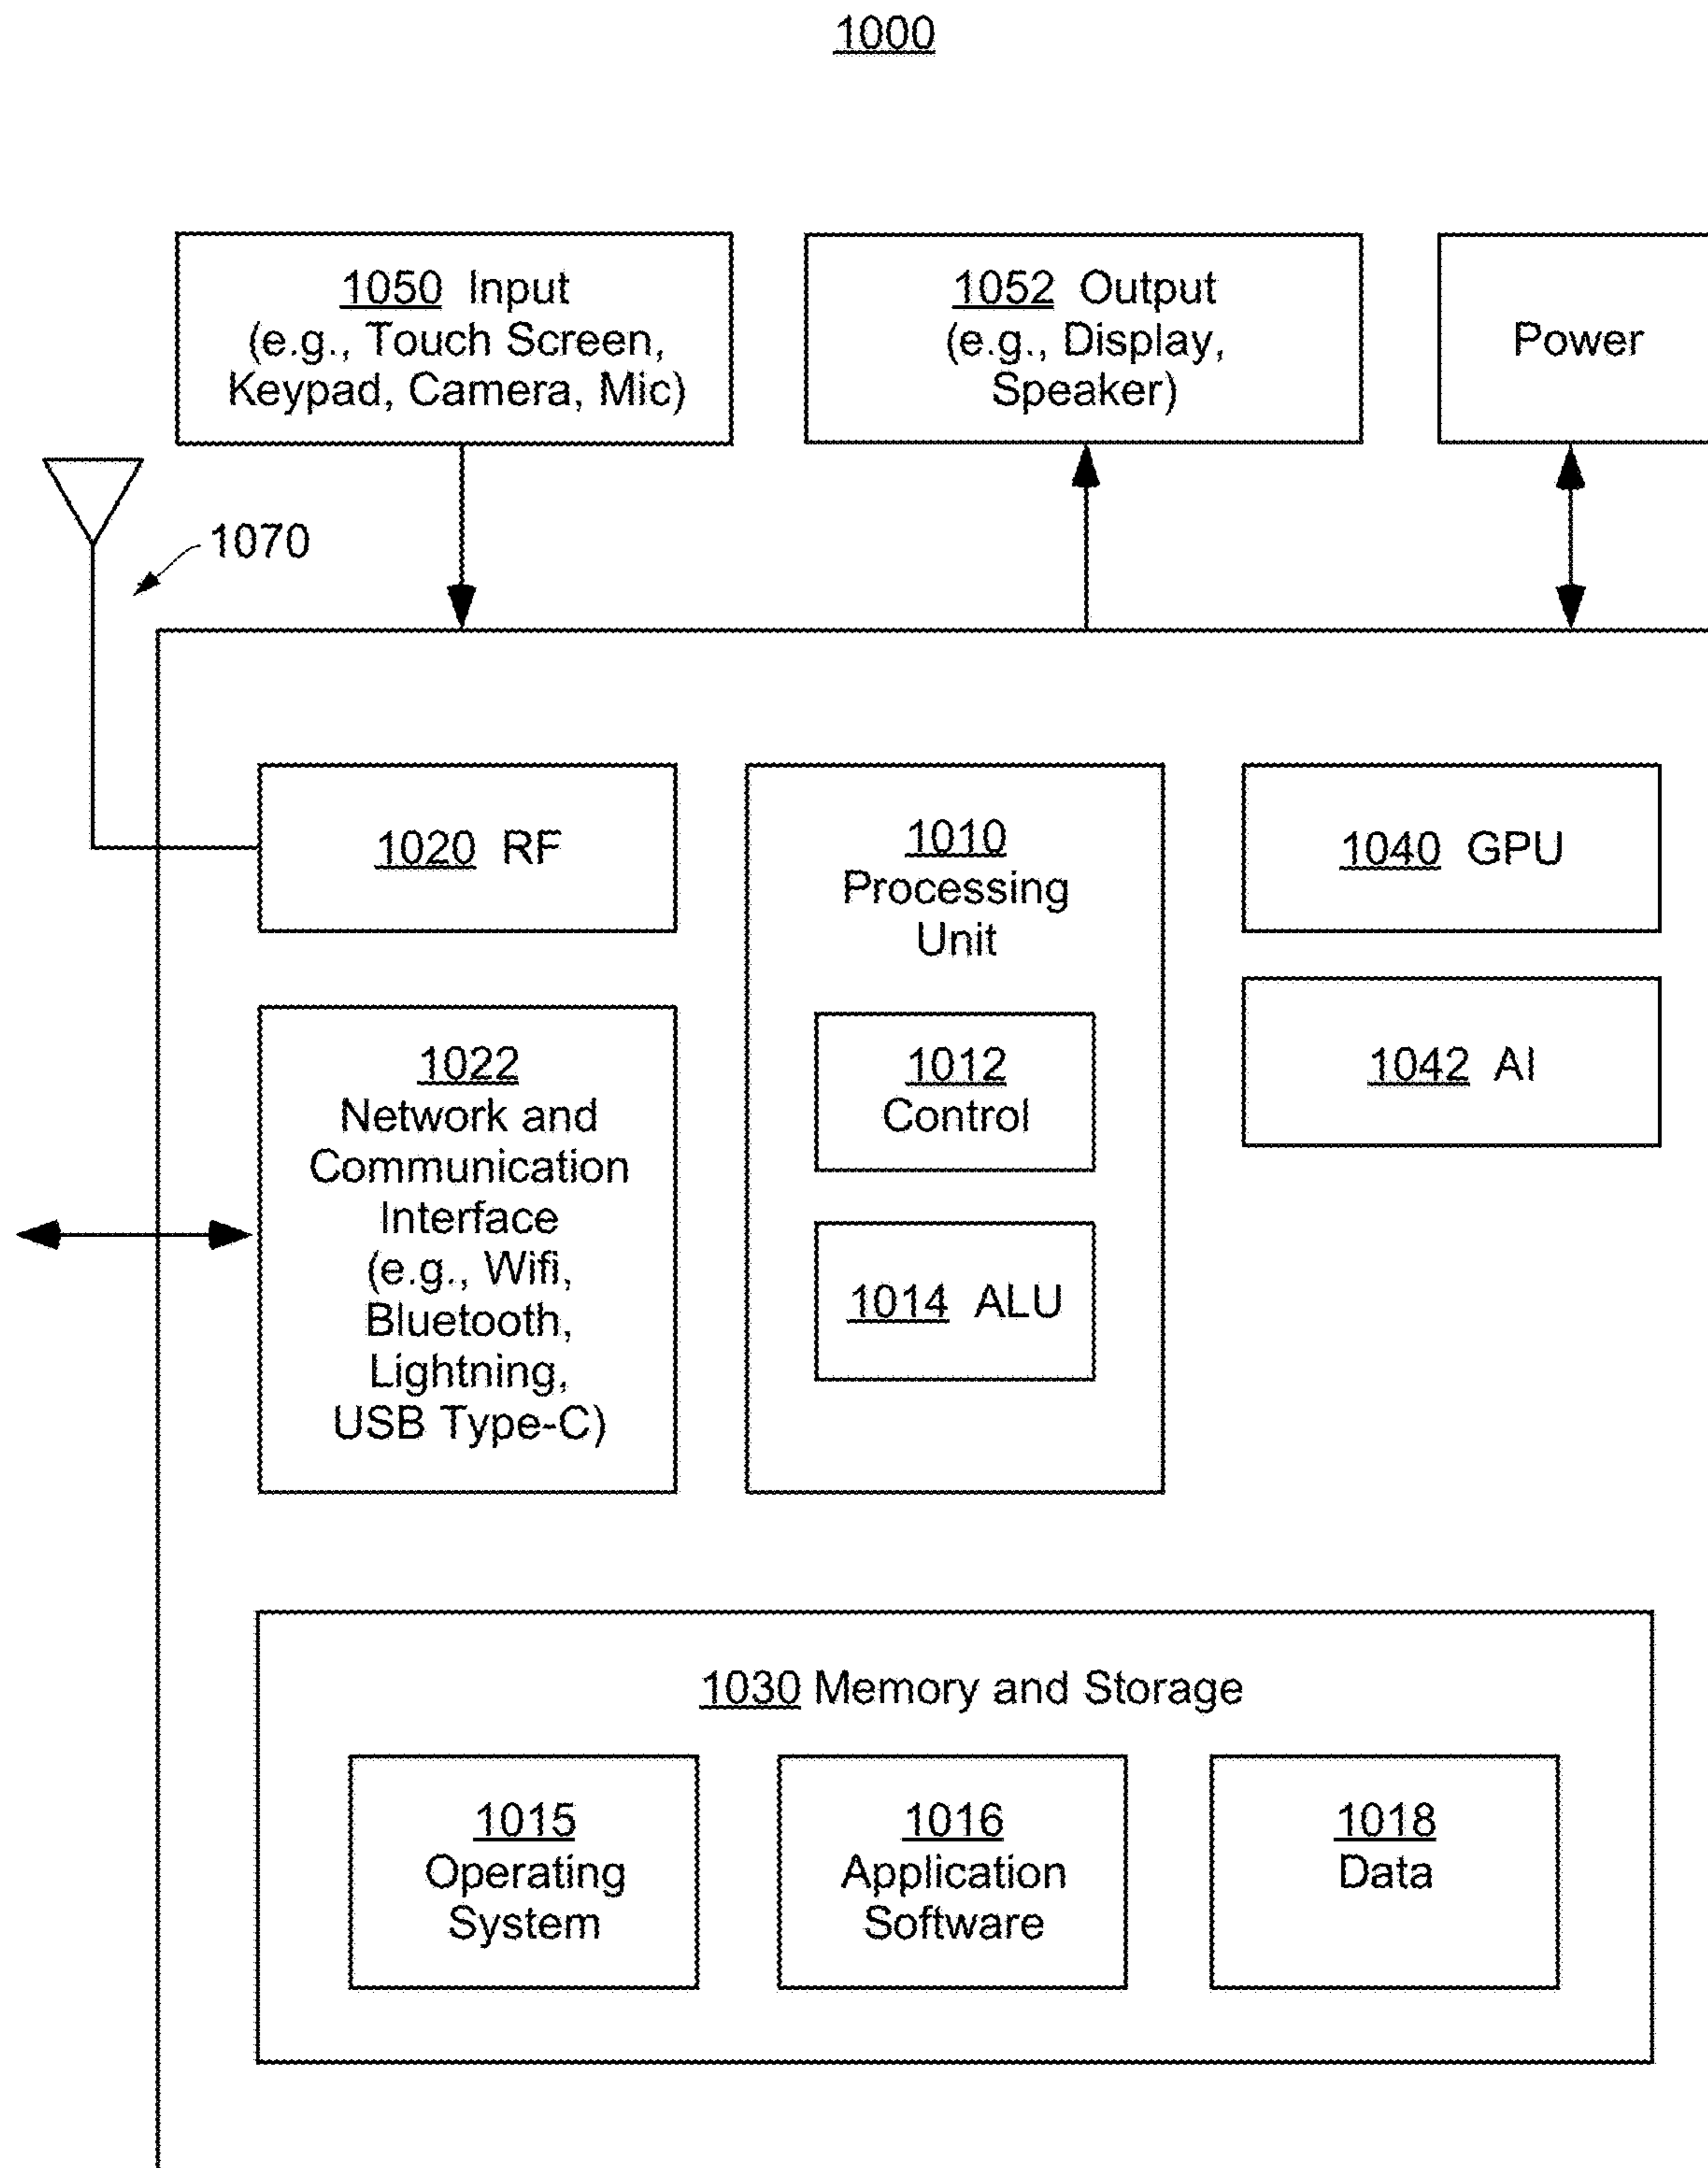 1000
1050 Input
(e.g., Touch Screen,
Keypad, Camera, Mic)
1052 Output
(e.g., Display,
Speaker)
Power
1070
1020 RF
1010
Processing
Unit
1040 GPU
1022
Network and
Communication
Interface
(e.g., Wifi,
Bluetooth,
Lightning,
USB Type-C)
1012
Control
1042 AI
1014 ALU
1030 Memory and Storage
1015
Operating
System
1016
Application
Software
1018
Data